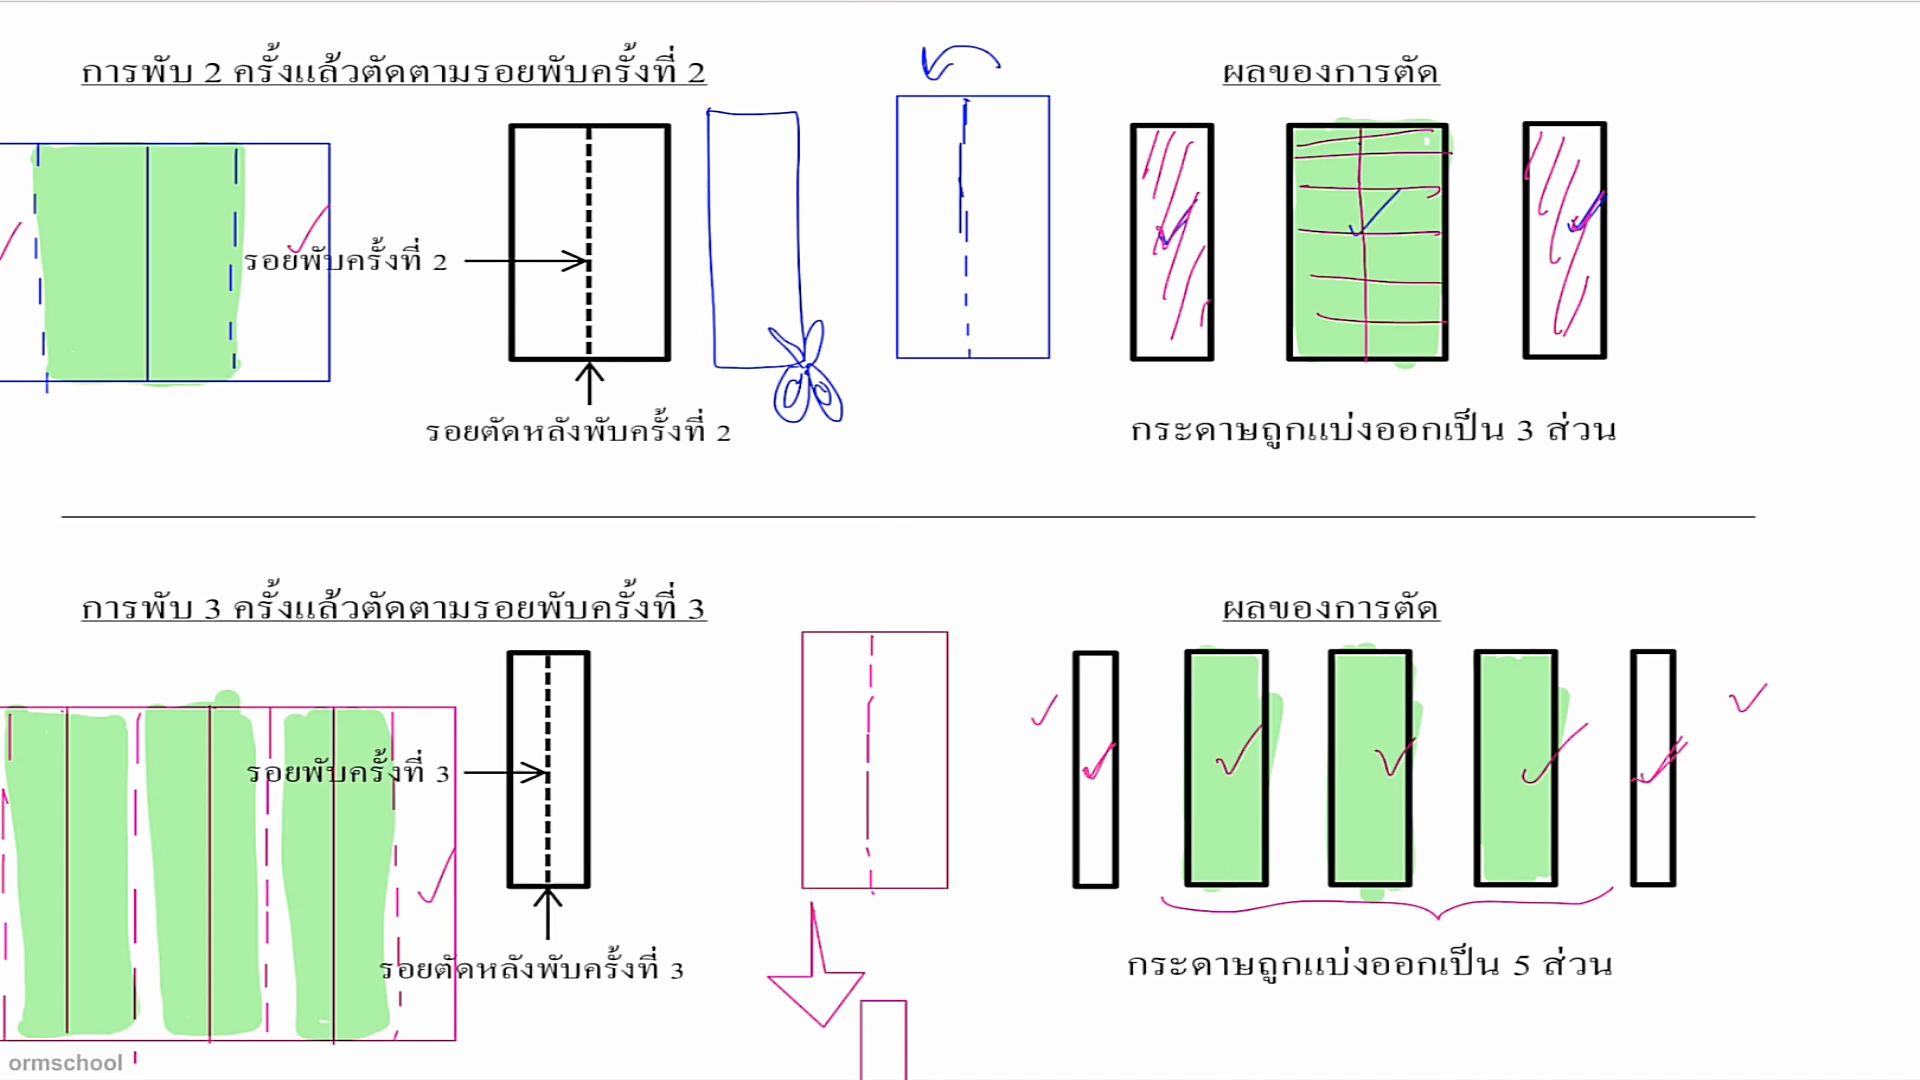 การพับ 2 ครั้งแล้วตัดตามรอยพับครั้งที่ 2
ผลของการตัด
รอยพับครั้งที่ 2
รอยตัดหลังพับครั้งที่ 2
กระดาษถูกแบ่งออกเป็น 3 ส่วน
การพับ 3 ครั้งแล้วตัดตามรอยพับครั้งที่ 3
ผลของการตัด
รอยพับครั้งที่ 3
รอยตัดหลังพับครั้งที่ 3
กระดาษถูกแบ่งออกเป็น 5 ส่วน
ormschool